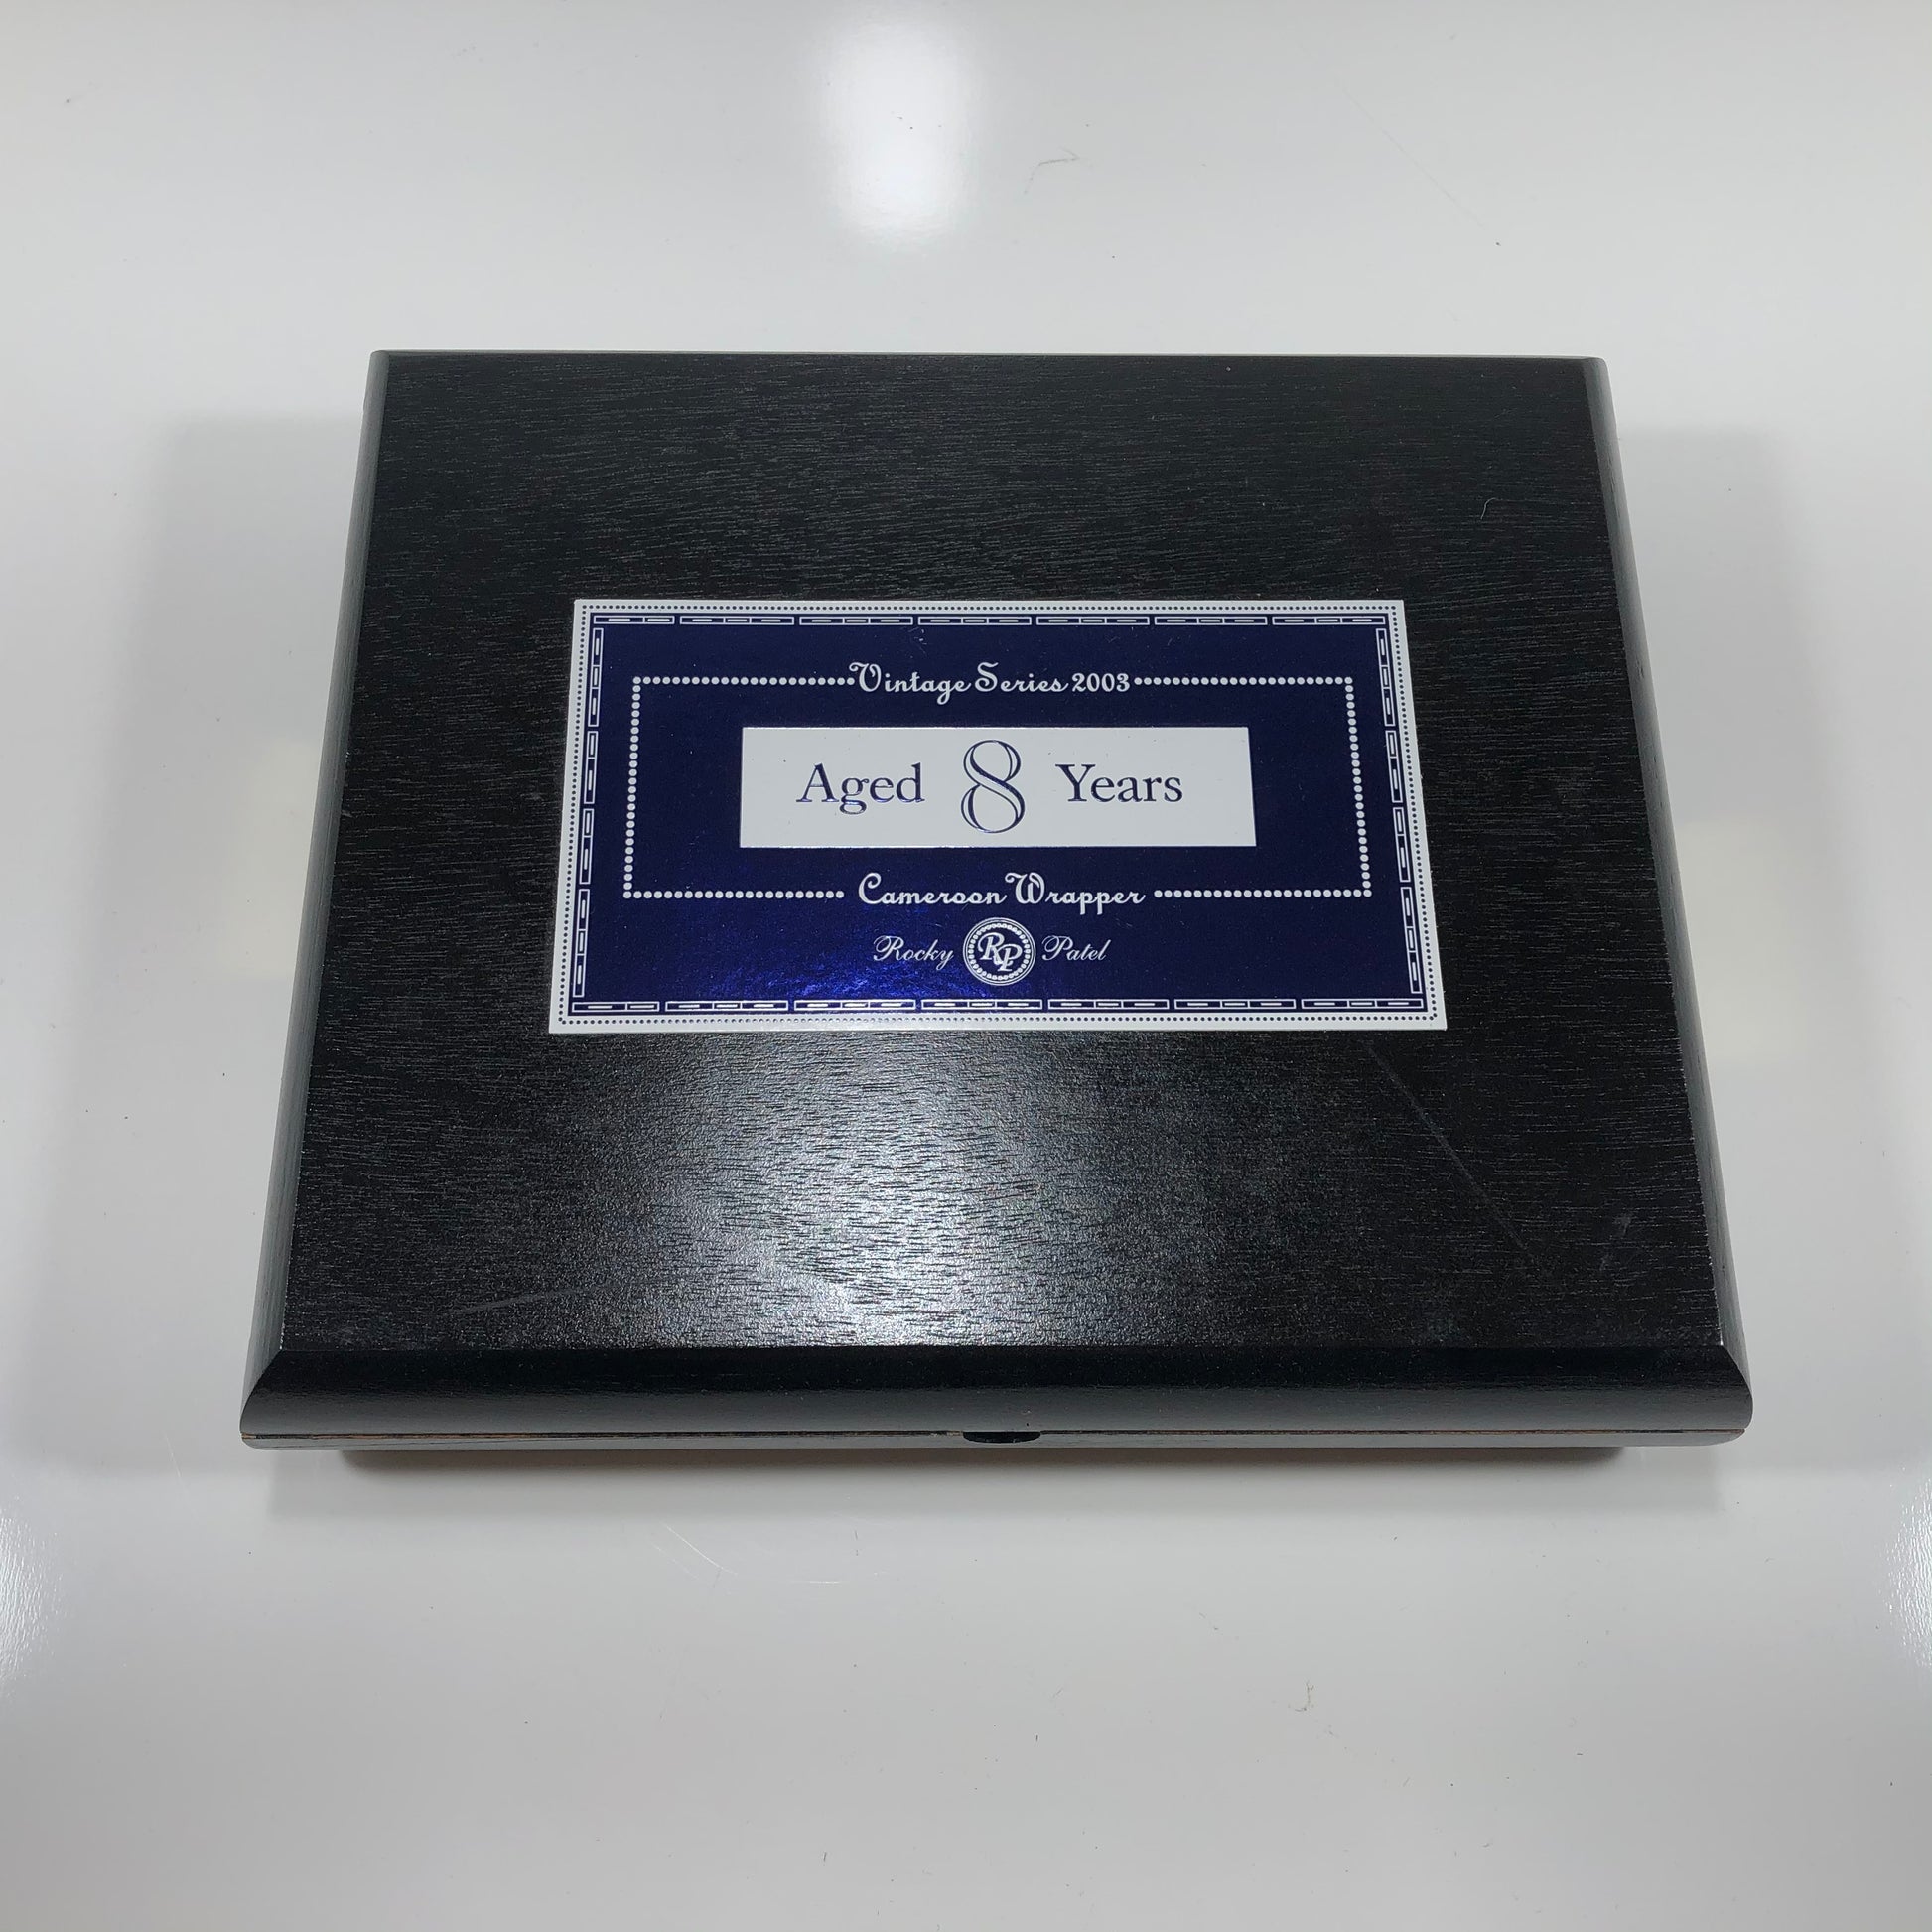 Vintage Series 2003
Aged 8 Years
Cameroon Wrapper
Rocky RP Patel